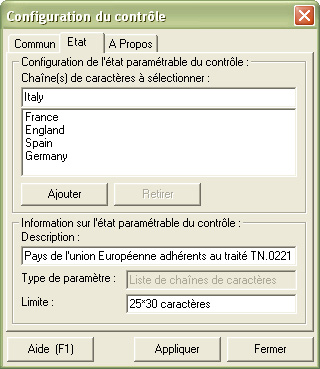 Configuration du contrôle
Commun Etat A Propos
Configuration de l'état paramétrable du contrôle :
Chaîne(s) de caractères à sélectionner :
Italy
France
England
Spain
Germany
Ajouter Retirer
Information sur l'état paramétrable du contrôle :
Description :
Pays de l'union Européenne adhérents au traité TN.0221
Type de paramètre : Liste de chaînes de caractères
Limite : 25*30 caractères
Aide (F1) Appliquer Fermer